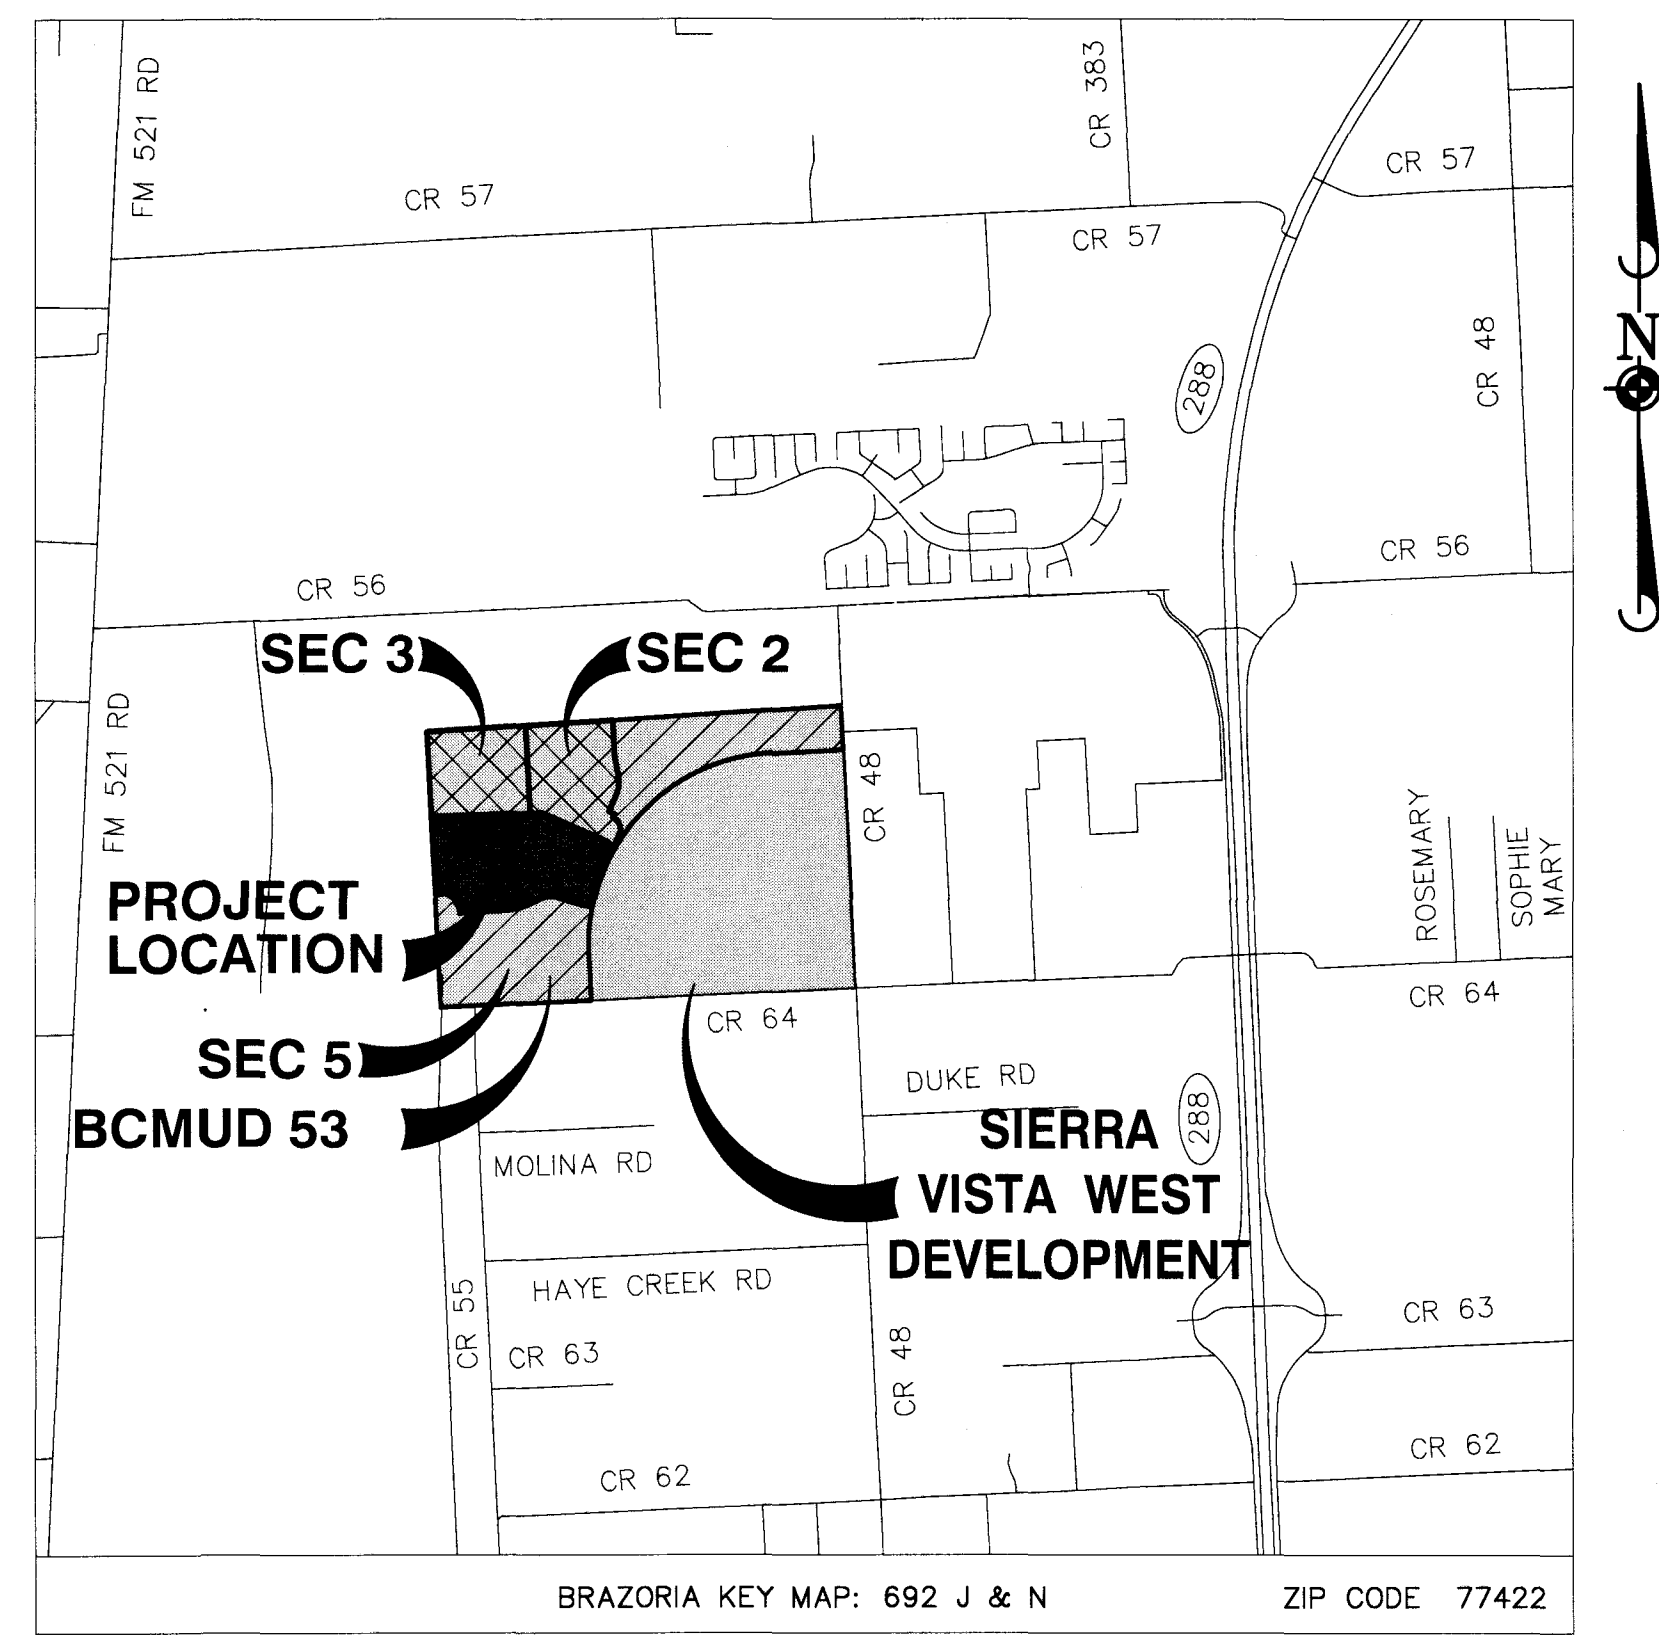 FM 521 RD
CR 383
CR 57
CR 57
CR 57
288
CR 48
N
CR 56
CR 56
SEC 3
SEC 2
FM 521 RD
CR 48
ROSEMARY
SOPHIE
MARY
PROJECT
LOCATION
CR 64
CR 64
SEC 5
DUKE RD
BCMUD 53
288
SIERRA
VISTA WEST
DEVELOPMENT
MOLINA RD
HAYE CREEK RD
CR 55
CR 63
CR 63
CR 48
CR 62
CR 62
BRAZORIA KEY MAP: 692 J & N
ZIP CODE 77422